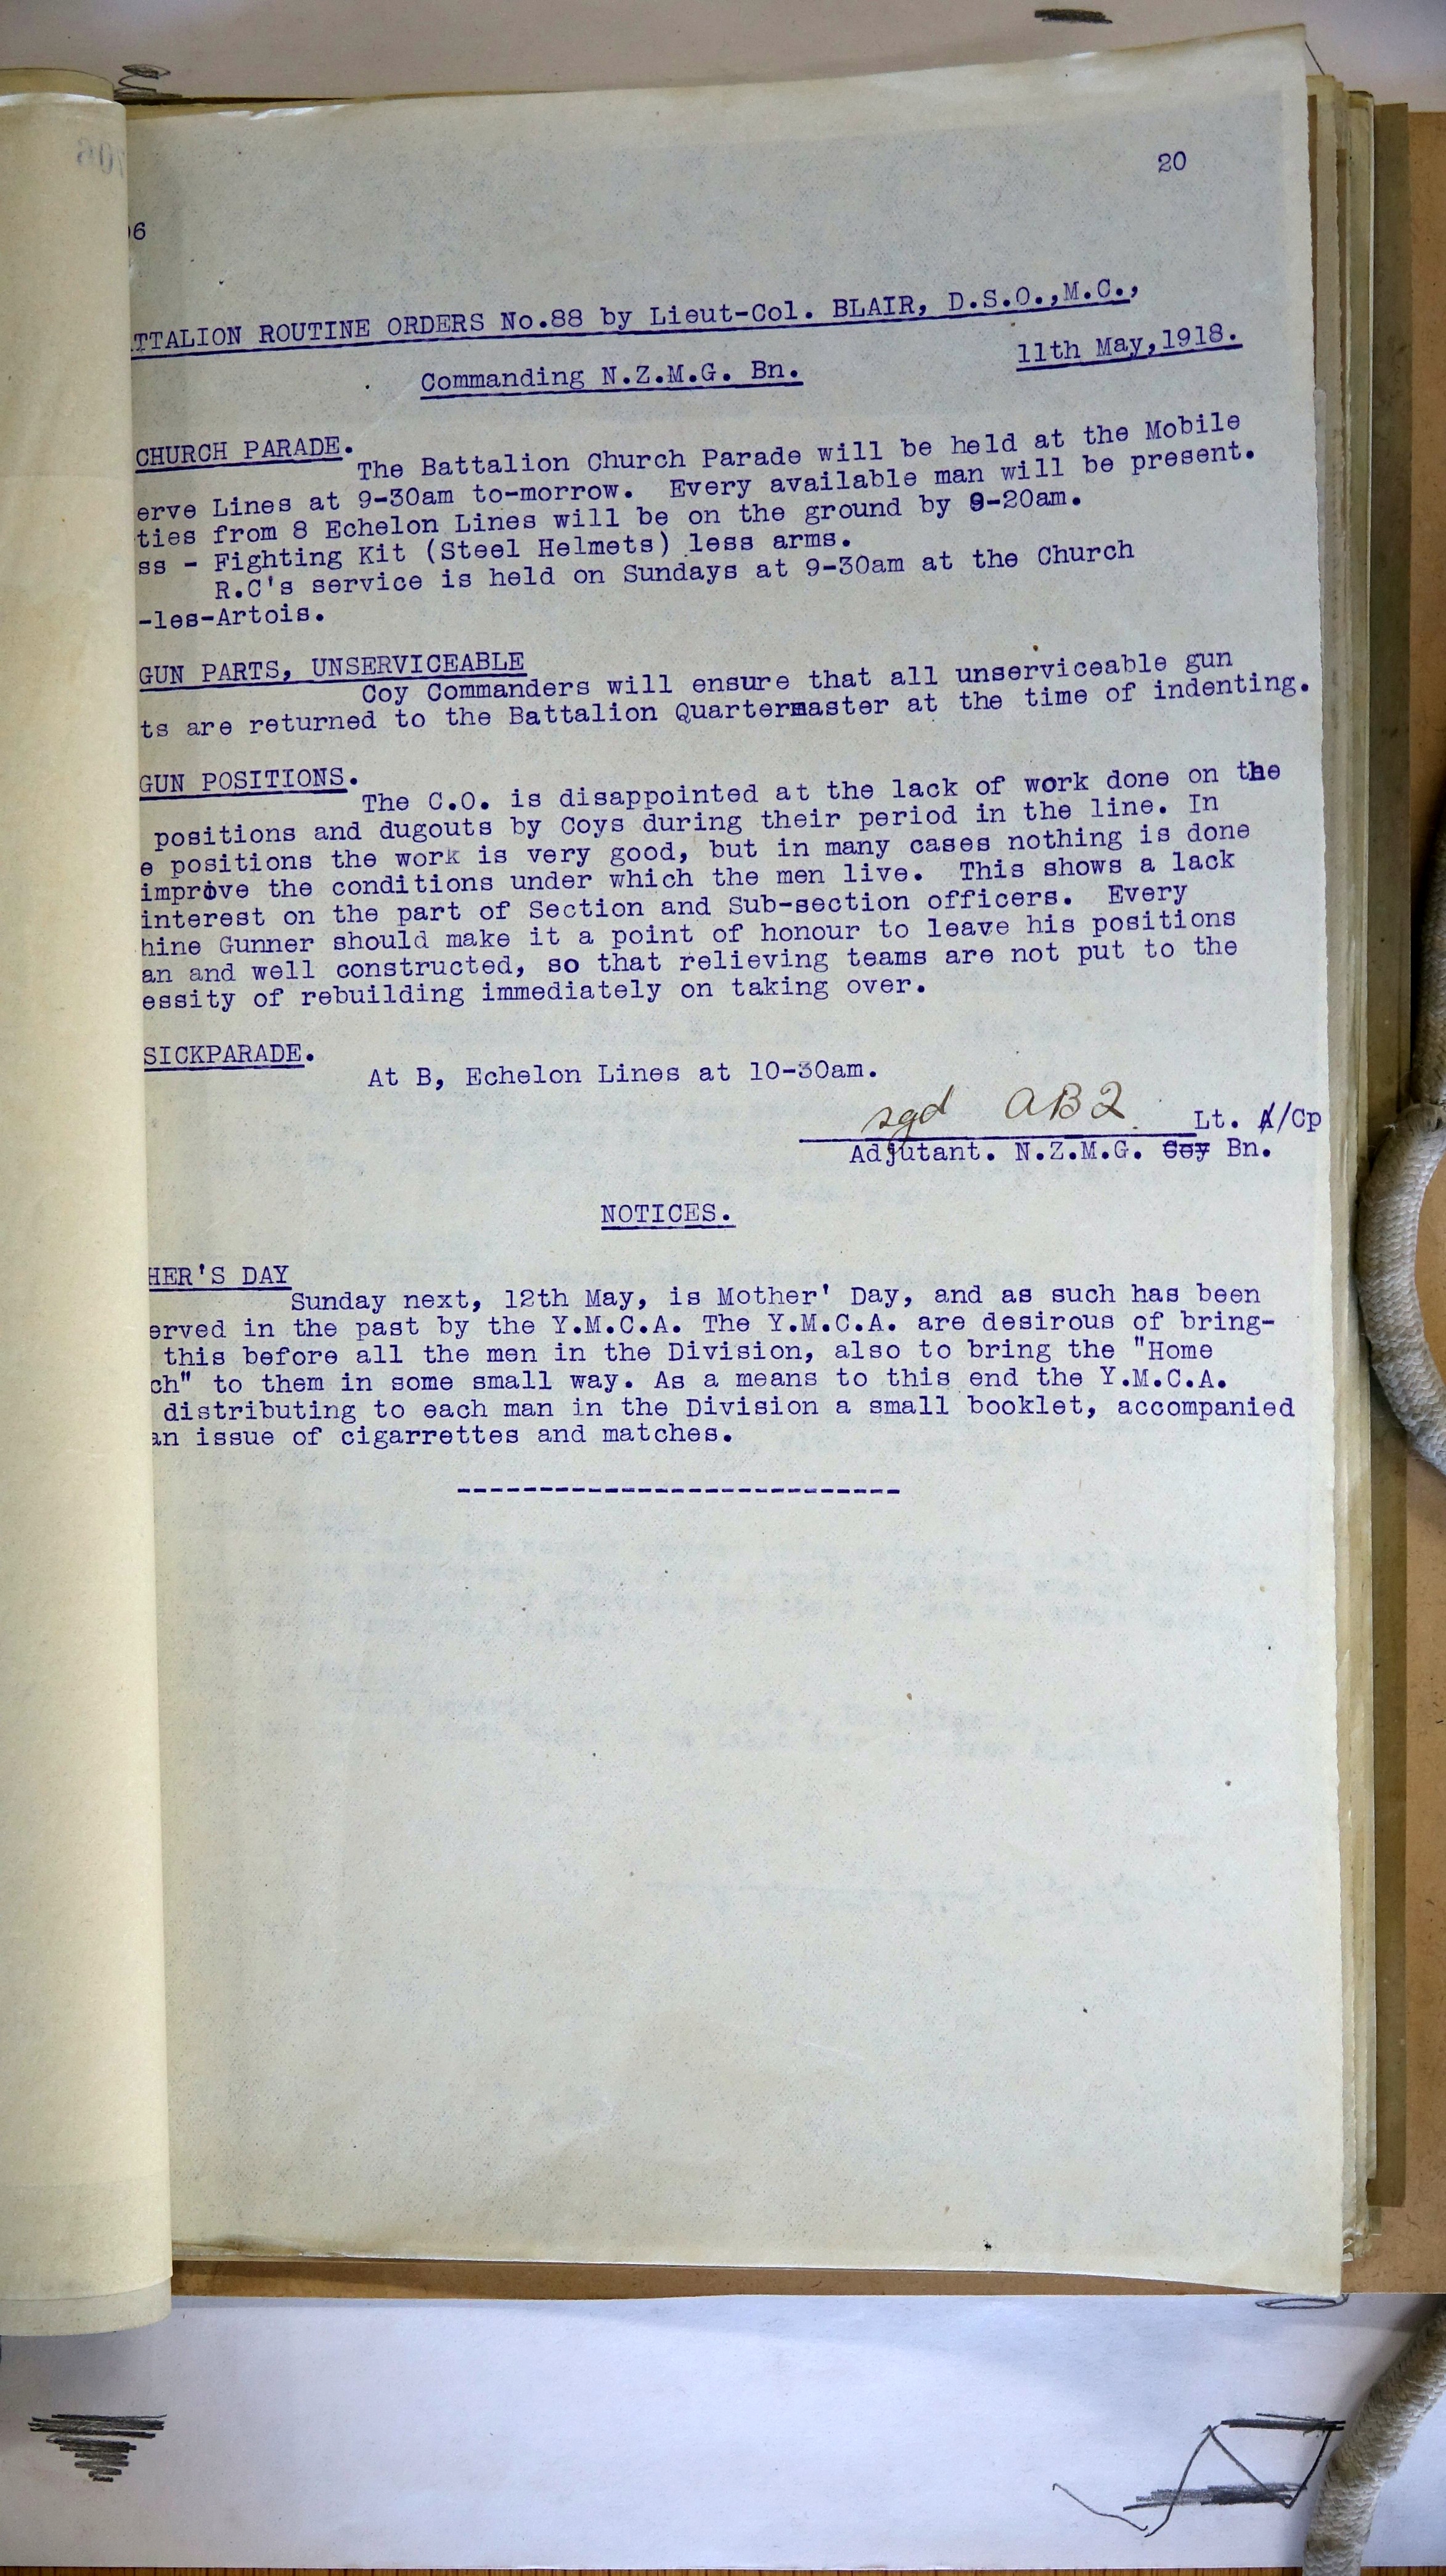 20
06
TTALION ROUTINE ORDERS No.88 by Lieut-Col. BLAIR, D.S.O.,M.C.,
11th May,1918.
Commanding N.Z.M.G. Bn.
CHURCH PARADE.
The Battalion Church Parade will be held at the Mobile
erve Lines at 9-30am to-morrow. Every available man will be present.
ties from 8 Echelon Lines will be on the ground by 9-20am.
ss - Fighting Kit (Steel Helmets) less arms.
R.C's service is held on Sundays at 9-30am at the Church
-les-Artois.
GUN PARTS, UNSERVICEABLE
Coy Commanders will ensure that all unserviceable gun
ts are returned to the Battalion Quartermaster at the time of indenting.
GUN POSITIONS.
The C.O. is disappointed at the lack of work done on the
positions and dugouts by Coys during their period in the line. In
e positions the work is very good, but in many cases nothing is done
improve the conditions under which the men live. This shows a lack
interest on the part of Section and Sub-section officers. Every
hine Gunner should make it a point of honour to leave his positions
an and well constructed, so that relieving teams are not put to the
essity of rebuilding immediately on taking over.
SICKPARADE.
At B, Echelon Lines at 10-30am.
sgd AB2 Lt. A/Cp
Adjutant. N.Z.M.G. Coy Bn.
NOTICES.
HER'S DAY
Sunday next, 12th May, is Mother' Day, and as such has been
erved in the past by the Y.M.C.A. The Y.M.C.A. are desirous of bring-
this before all the men in the Division, also to bring the "Home
ch" to them in some small way. As a means to this end the Y.M.C.A.
distributing to each man in the Division a small booklet, accompanied
an issue of cigarrettes and matches.